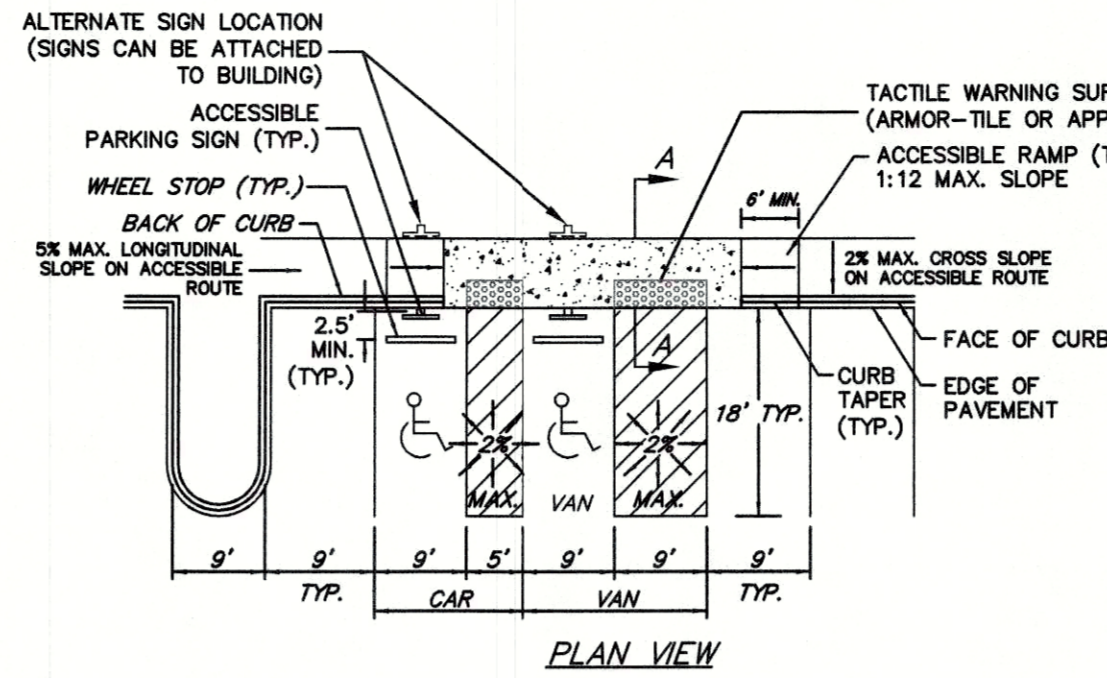 ALTERNATE SIGN LOCATION
(SIGNS CAN BE ATTACHED
TO BUILDING)
ACCESSIBLE
PARKING SIGN (TYP.)
WHEEL STOP (TYP.)
BACK OF CURB
5% MAX. LONGITUDINAL
SLOPE ON ACCESSIBLE
ROUTE
TACTILE WARNING SUR
(ARMOR-TILE OR APP
A
ACCESSIBLE RAMP (T
1:12 MAX. SLOPE
6' MIN.
2% MAX. CROSS SLOPE
ON ACCESSIBLE ROUTE
2.5'
MIN.
(TYP.)
A
FACE OF CURB
CURB
TAPER
(TYP.)
EDGE OF
PAVEMENT
18' TYP.
2%
MAX.
VAN
2%
MAX.
9'
9'
TYP.
9'
5'
9'
9'
9'
TYP.
CAR
VAN
PLAN VIEW